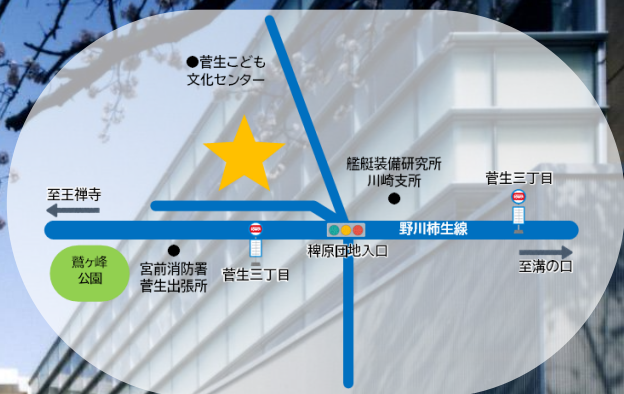 ●菅生こども
文化センター
艦艇装備研究所
川崎支所
菅生三丁目
至王禅寺
野川柿生線
稗原団地入口
鷲ヶ峰
公園
宮前消防署
菅生出張所
菅生三丁目
至溝の口